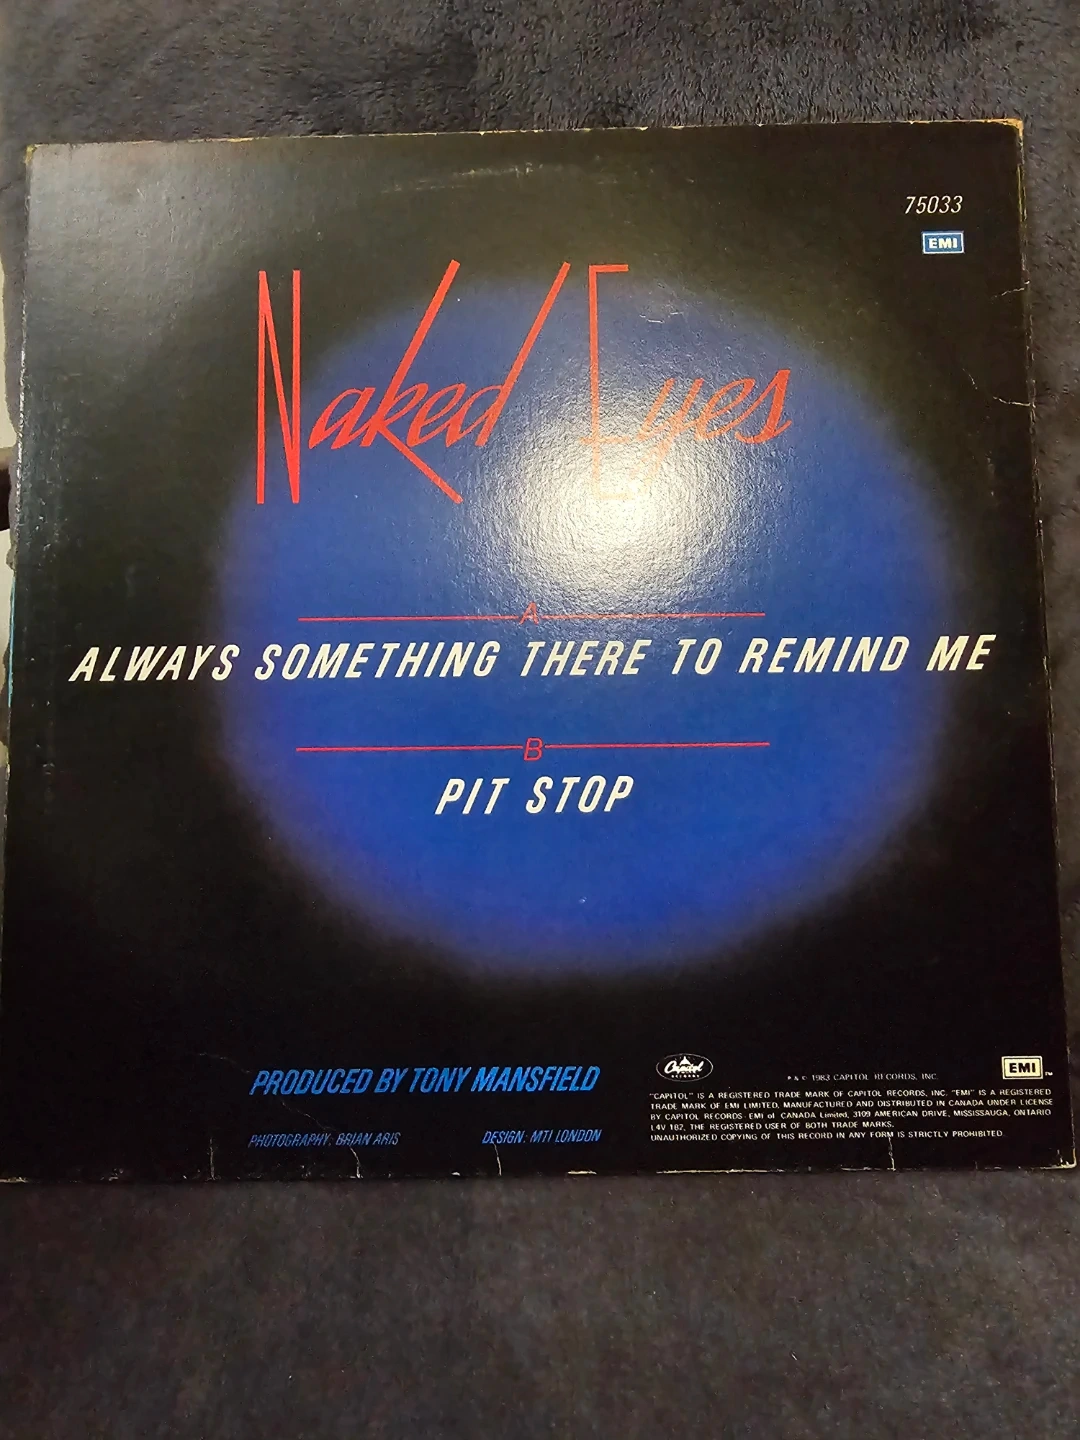 75033
EMI
Naked Eyes
A
ALWAYS SOMETHING THERE TO REMIND ME
B
PIT STOP
PRODUCED BY TONY MANSFIELD
PHOTOGRAPHY: BRIAN ARIS
DESIGN: MTI LONDON
Capitol
RECORDS
℗ & © 1983 CAPITOL RECORDS, INC.
EMI ™
"CAPITOL" IS A REGISTERED TRADE MARK OF CAPITOL RECORDS, INC. "EMI" IS A REGISTERED
TRADE MARK OF EMI LIMITED, MANUFACTURED AND DISTRIBUTED IN CANADA UNDER LICENSE
BY CAPITOL RECORDS-EMI of CANADA Limited, 3109 AMERICAN DRIVE, MISSISSAUGA, ONTARIO
L4V 1B2, THE REGISTERED USER OF BOTH TRADE MARKS.
UNAUTHORIZED COPYING OF THIS RECORD IN ANY FORM IS STRICTLY PROHIBITED.